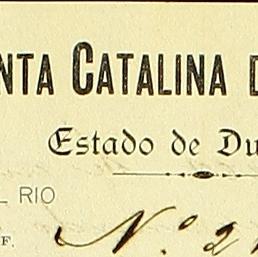 NTA CATALINA D
Estado de Du
L RIO
F. N.º 2